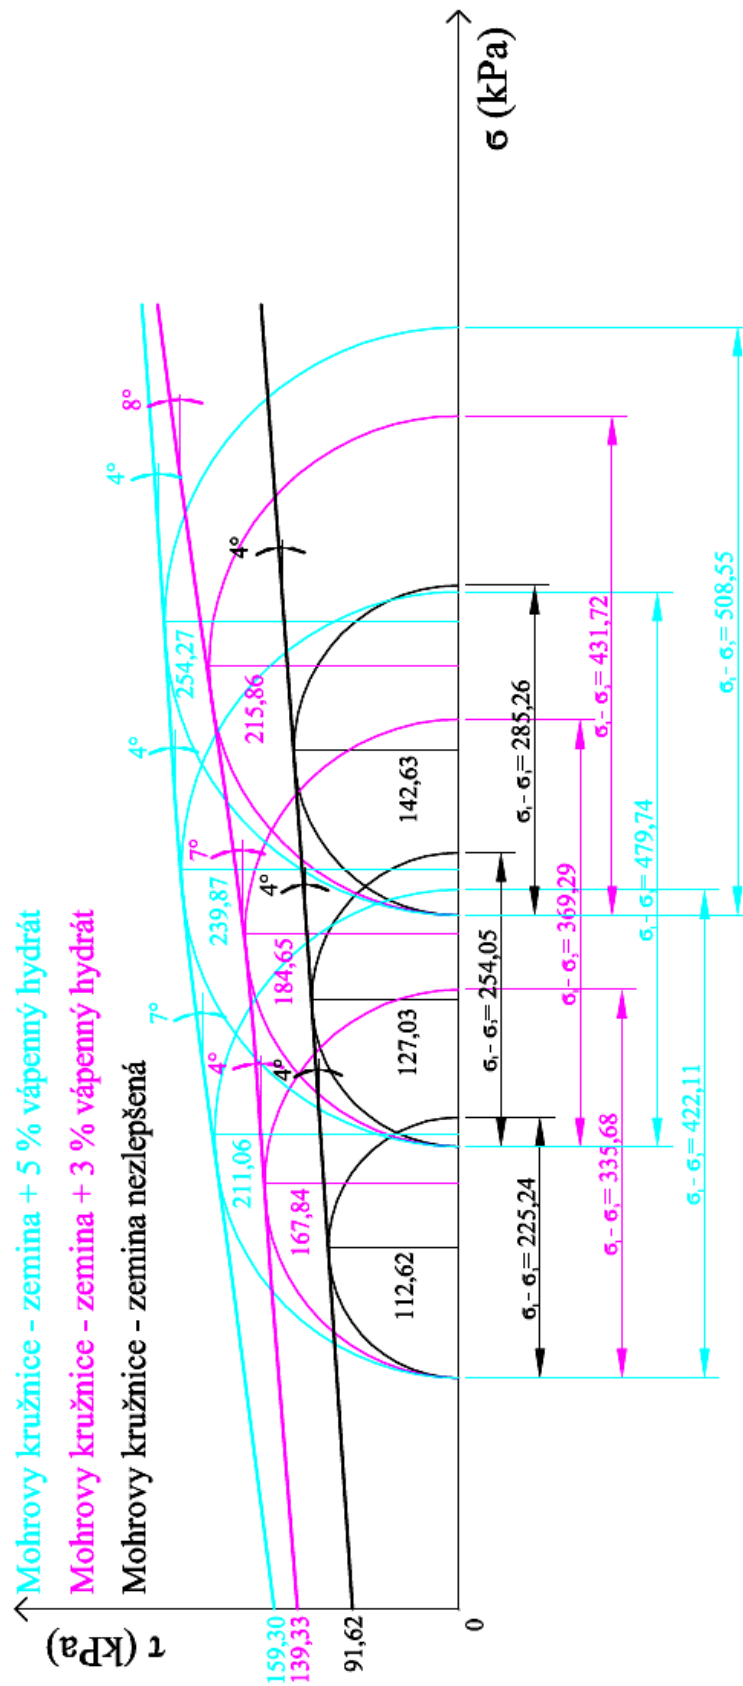 Mohrovy kružnice - zemina + 5 % vápenný hydrát
Mohrovy kružnice - zemina + 3 % vápenný hydrát
Mohrovy kružnice - zemina nezlepšená
τ (kPa)
159,30
139,33
91,62
0
σ (kPa)
7°
4°
4°
4°
7°
8°
4°
4°
4°
211,06
239,87
254,27
167,84
184,65
215,86
112,62
127,03
142,63
σ₁- σ₃= 225,24
σ₁- σ₃= 254,05
σ₁- σ₃= 285,26
σ₁- σ₃= 335,68
σ₁- σ₃= 369,29
σ₁- σ₃= 431,72
σ₁- σ₃= 422,11
σ₁- σ₃= 479,74
σ₁- σ₃= 508,55